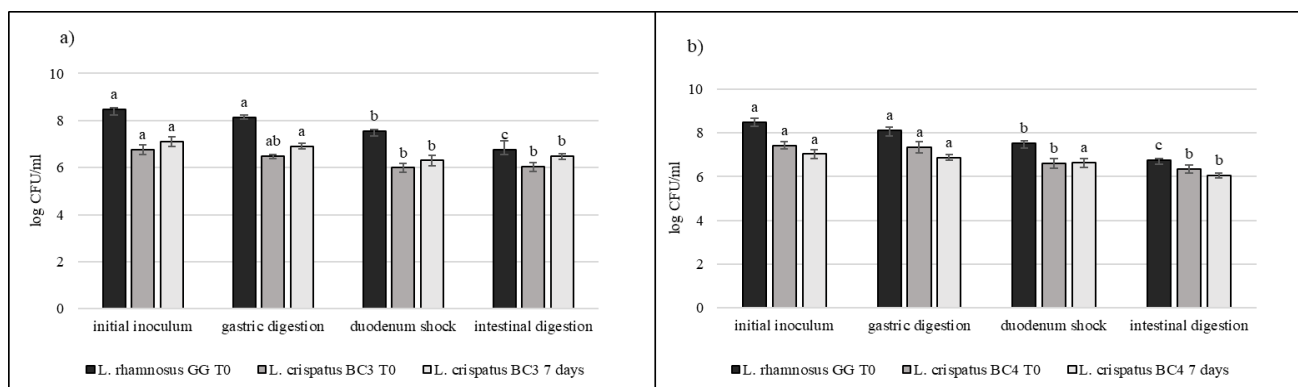 a)
10
8
6
4
2
0
log CFU/ml
a a a
a ab a
b b b
c b b
initial inoculum gastric digestion duodenum shock intestinal digestion
L. rhamnosus GG T0 L. crispatus BC3 T0 L. crispatus BC3 7 days
b)
10
8
6
4
2
0
log CFU/ml
a a a
a a a
b b a
c b b
initial inoculum gastric digestion duodenum shock intestinal digestion
L. rhamnosus GG T0 L. crispatus BC4 T0 L. crispatus BC4 7 days